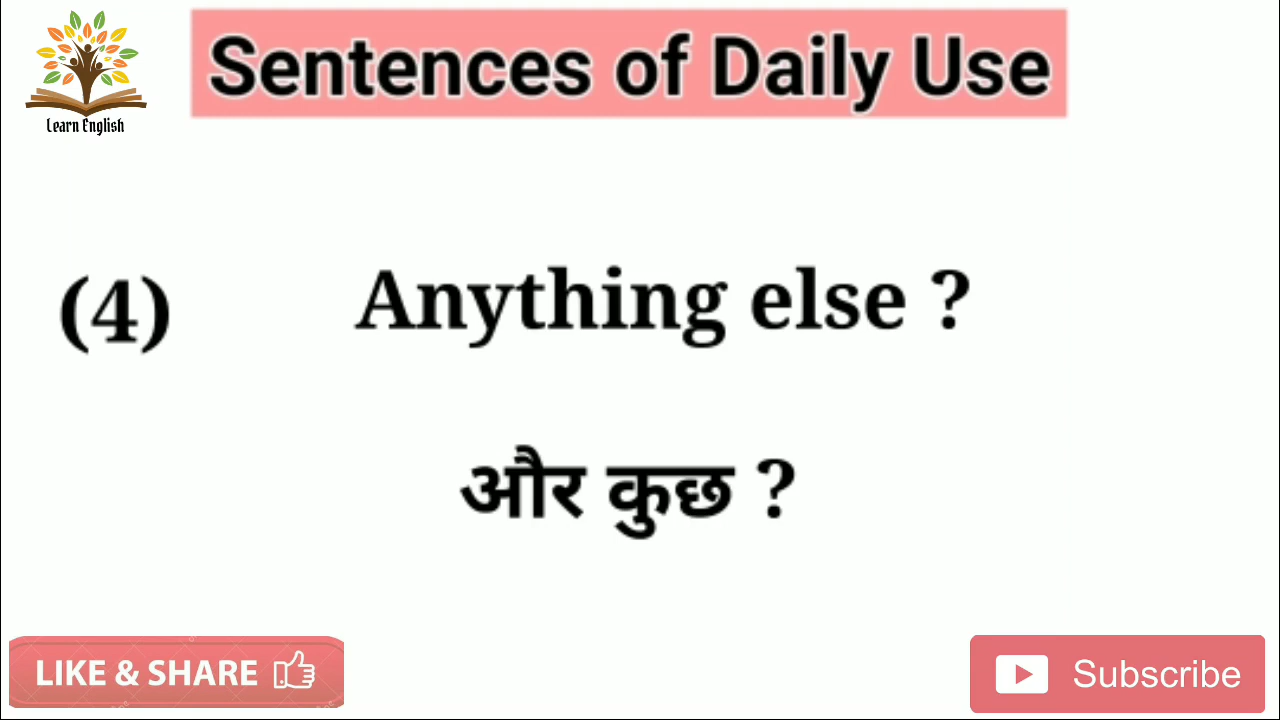 Sentences of Daily Use
Learn English
(4) Anything else ?
और कुछ ?
LIKE & SHARE
Subscribe